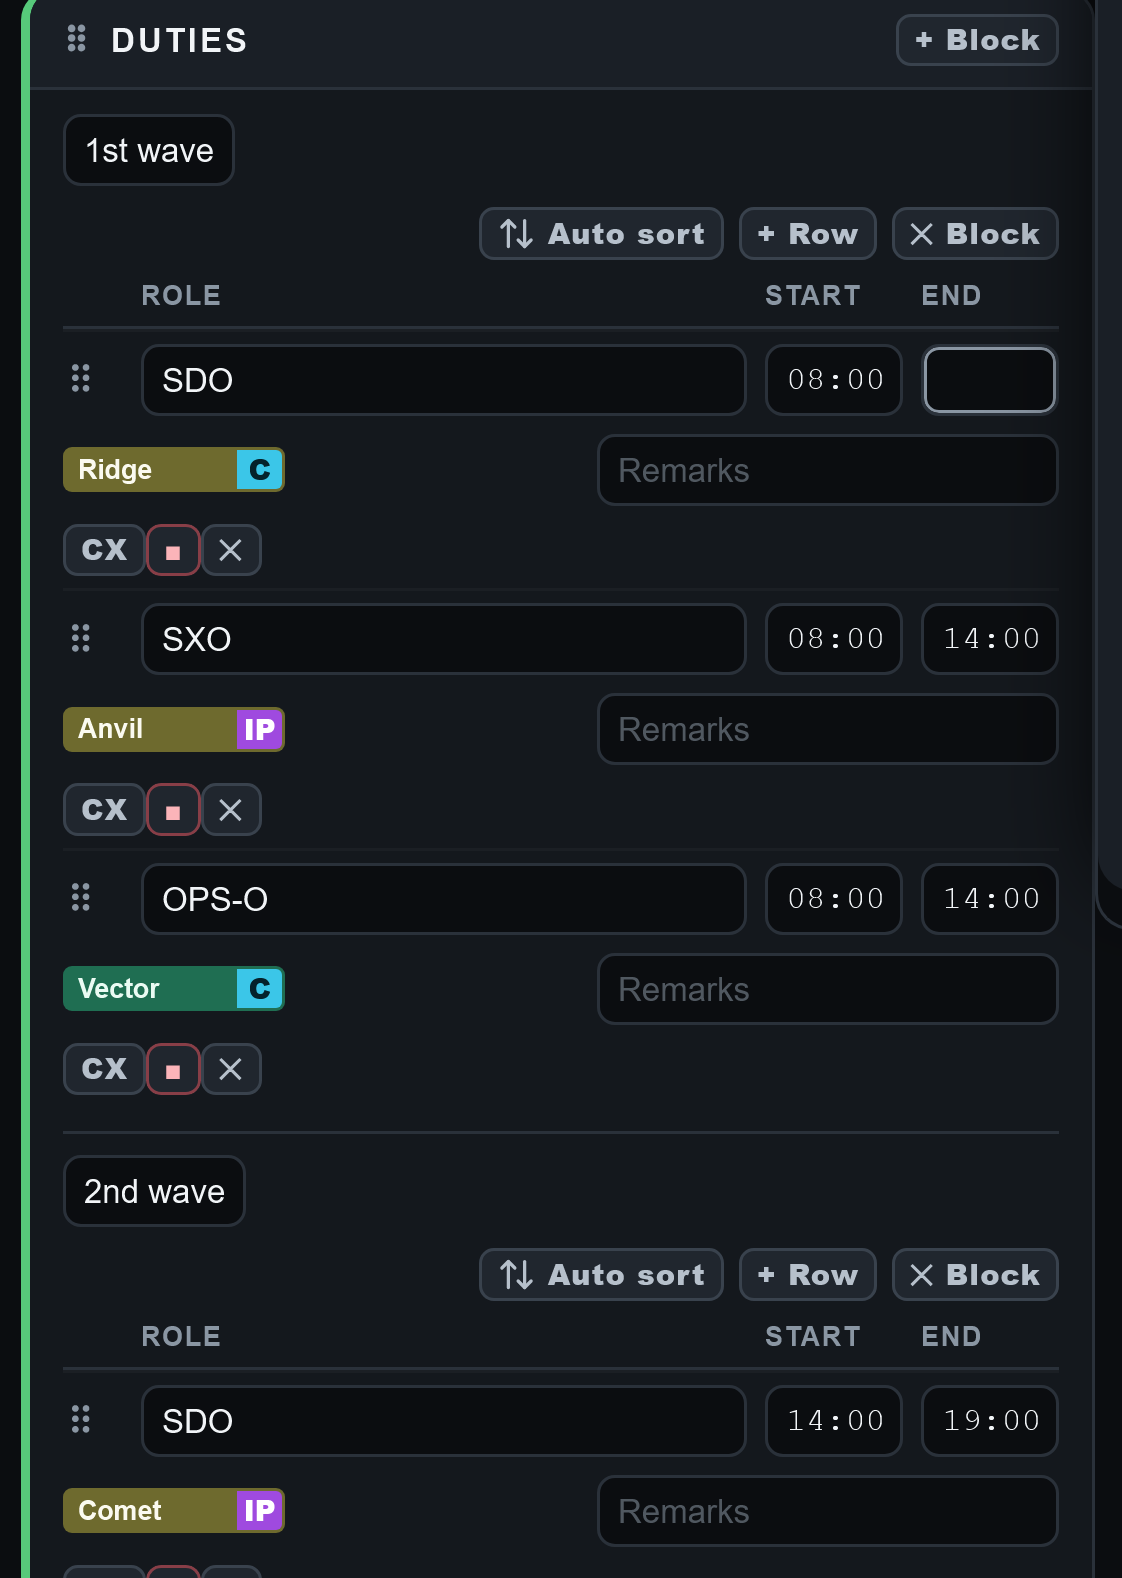 DUTIES + Block
1st wave
Auto sort + Row × Block
ROLE START END
SDO 08:00
Ridge C Remarks
CX ×
SXO 08:00 14:00
Anvil IP Remarks
CX ×
OPS-O 08:00 14:00
Vector C Remarks
CX ×
2nd wave
Auto sort + Row × Block
ROLE START END
SDO 14:00 19:00
Comet IP Remarks